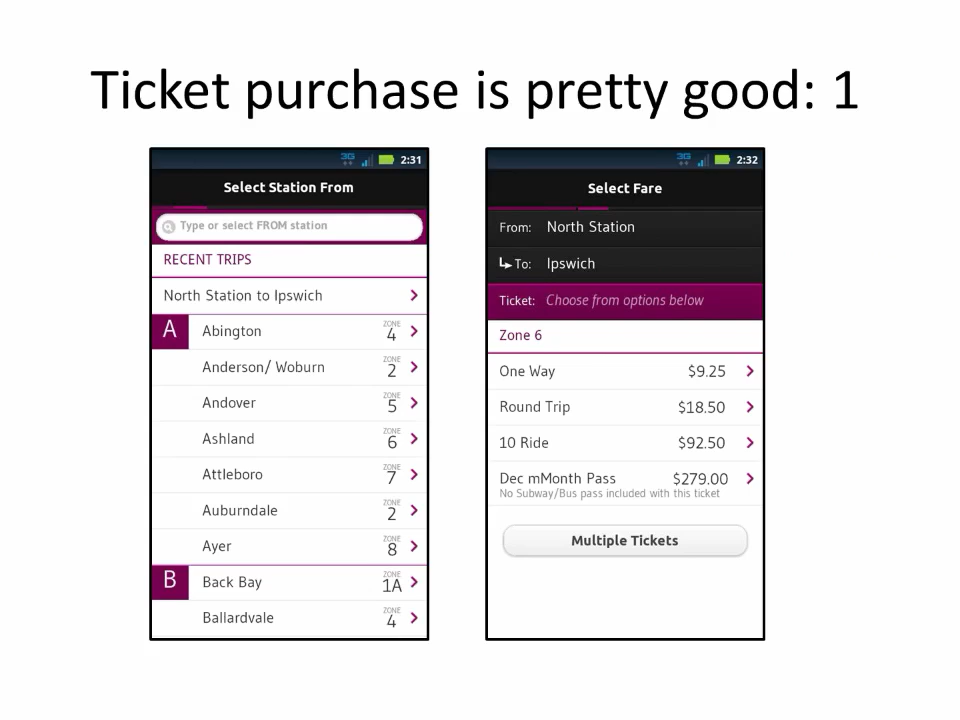 Ticket purchase is pretty good: 1
3G 2:31
Select Station From
Type or select FROM station
RECENT TRIPS
North Station to Ipswich
A Abington ZONE 4
Anderson/ Woburn ZONE 2
Andover ZONE 5
Ashland ZONE 6
Attleboro ZONE 7
Auburndale ZONE 2
Ayer ZONE 8
B Back Bay ZONE 1A
Ballardvale ZONE 4
3G 2:32
Select Fare
From: North Station
To: Ipswich
Ticket: Choose from options below
Zone 6
One Way $9.25
Round Trip $18.50
10 Ride $92.50
Dec mMonth Pass $279.00
No Subway/Bus pass included with this ticket
Multiple Tickets